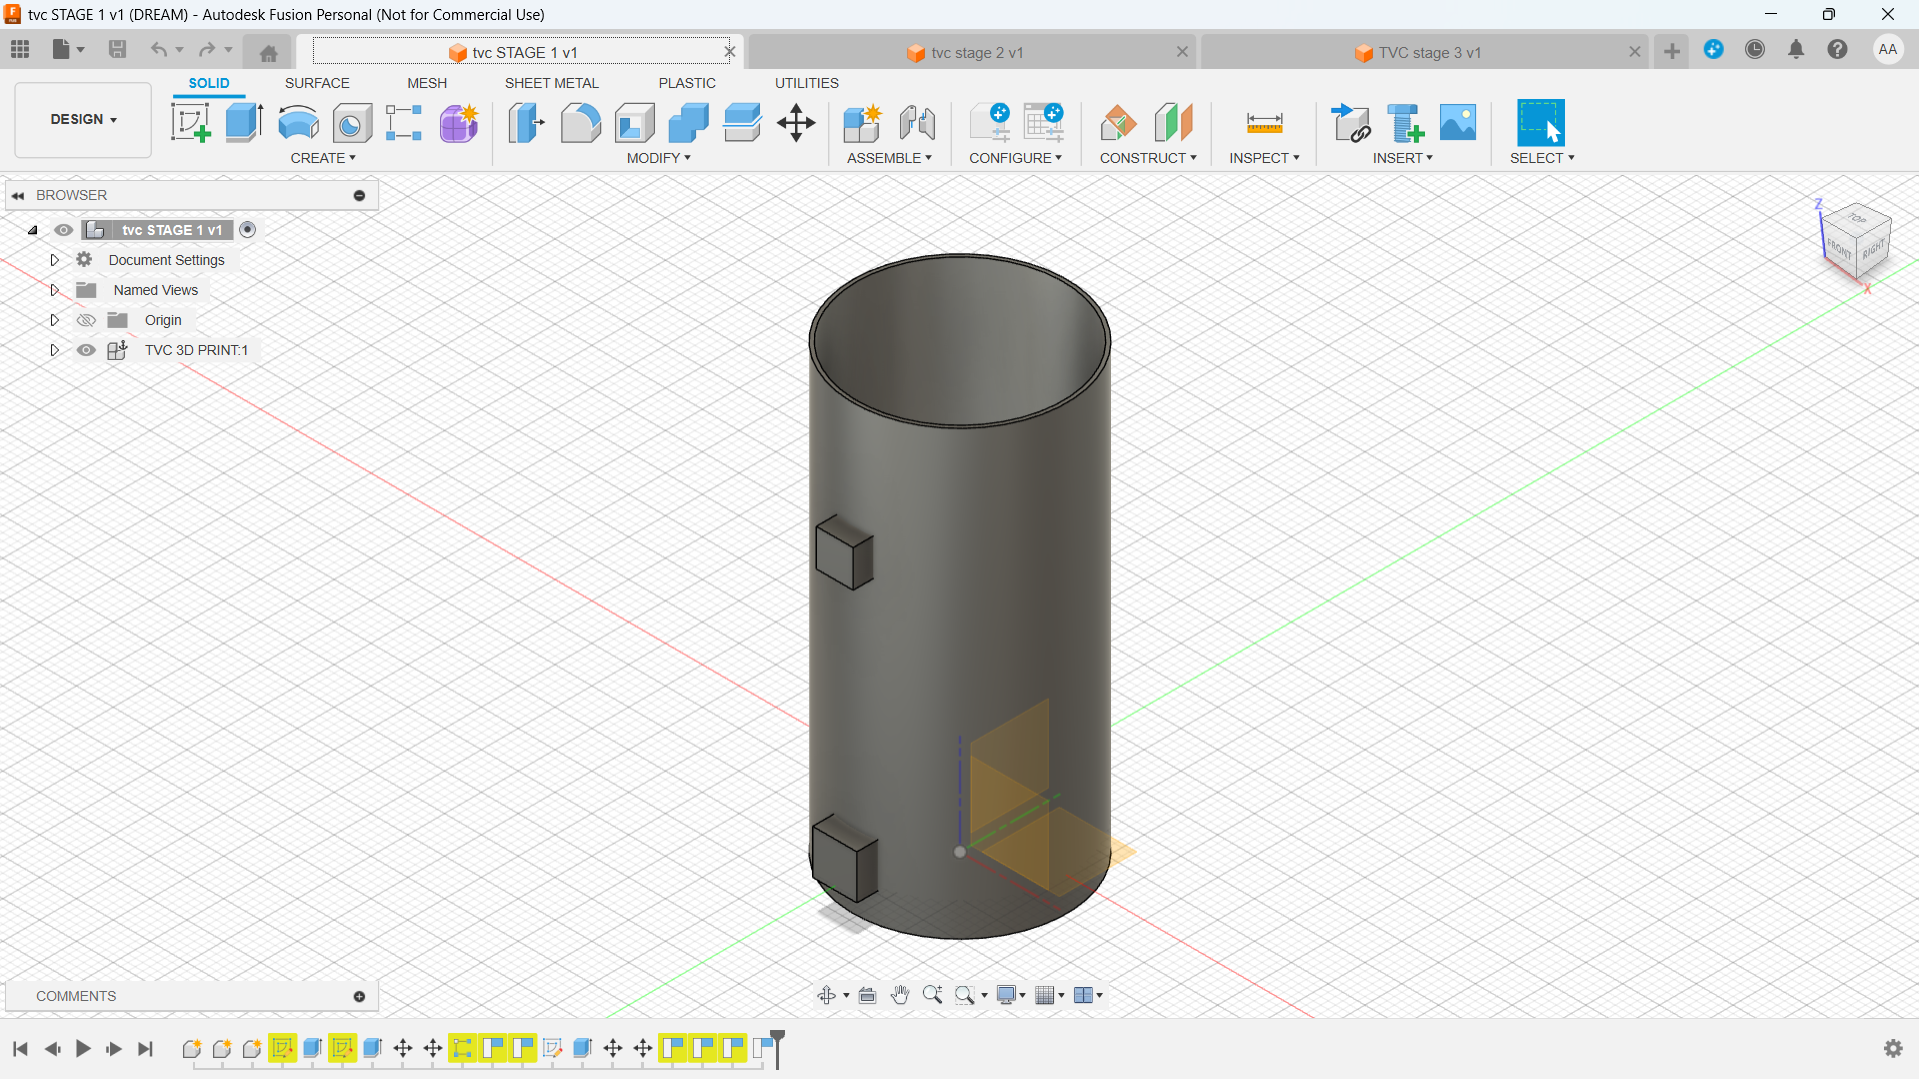 tvc STAGE 1 v1 (DREAM) - Autodesk Fusion Personal (Not for Commercial Use)
tvc STAGE 1 v1
tvc stage 2 v1
TVC stage 3 v1
AA
SOLID
SURFACE
MESH
SHEET METAL
PLASTIC
UTILITIES
DESIGN
CREATE
MODIFY
ASSEMBLE
CONFIGURE
CONSTRUCT
INSPECT
INSERT
SELECT
BROWSER
tvc STAGE 1 v1
Document Settings
Named Views
Origin
TVC 3D PRINT:1
Z
TOP
FRONT
RIGHT
X
COMMENTS